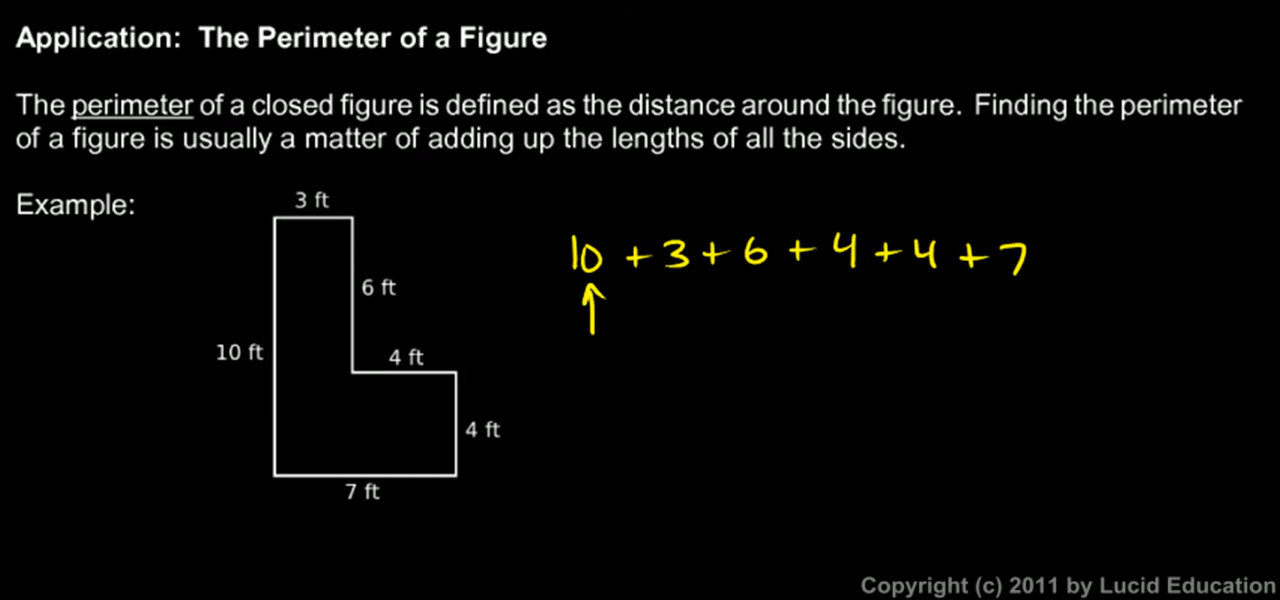 Application: The Perimeter of a Figure
The perimeter of a closed figure is defined as the distance around the figure. Finding the perimeter
of a figure is usually a matter of adding up the lengths of all the sides.
Example:
3 ft
10 + 3 + 6 + 4 + 4 + 7
6 ft
10 ft
4 ft
4 ft
7 ft
Copyright (c) 2011 by Lucid Education